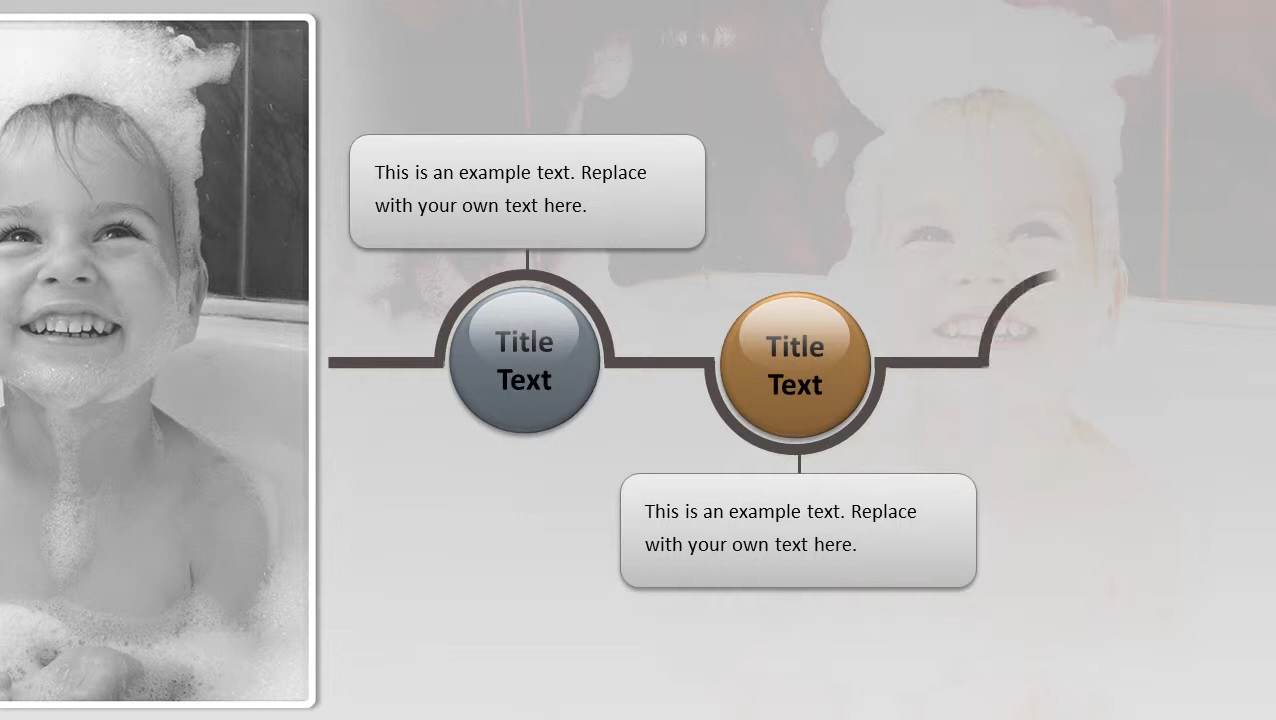 This is an example text. Replace
with your own text here.
Title
Text
Title
Text
This is an example text. Replace
with your own text here.